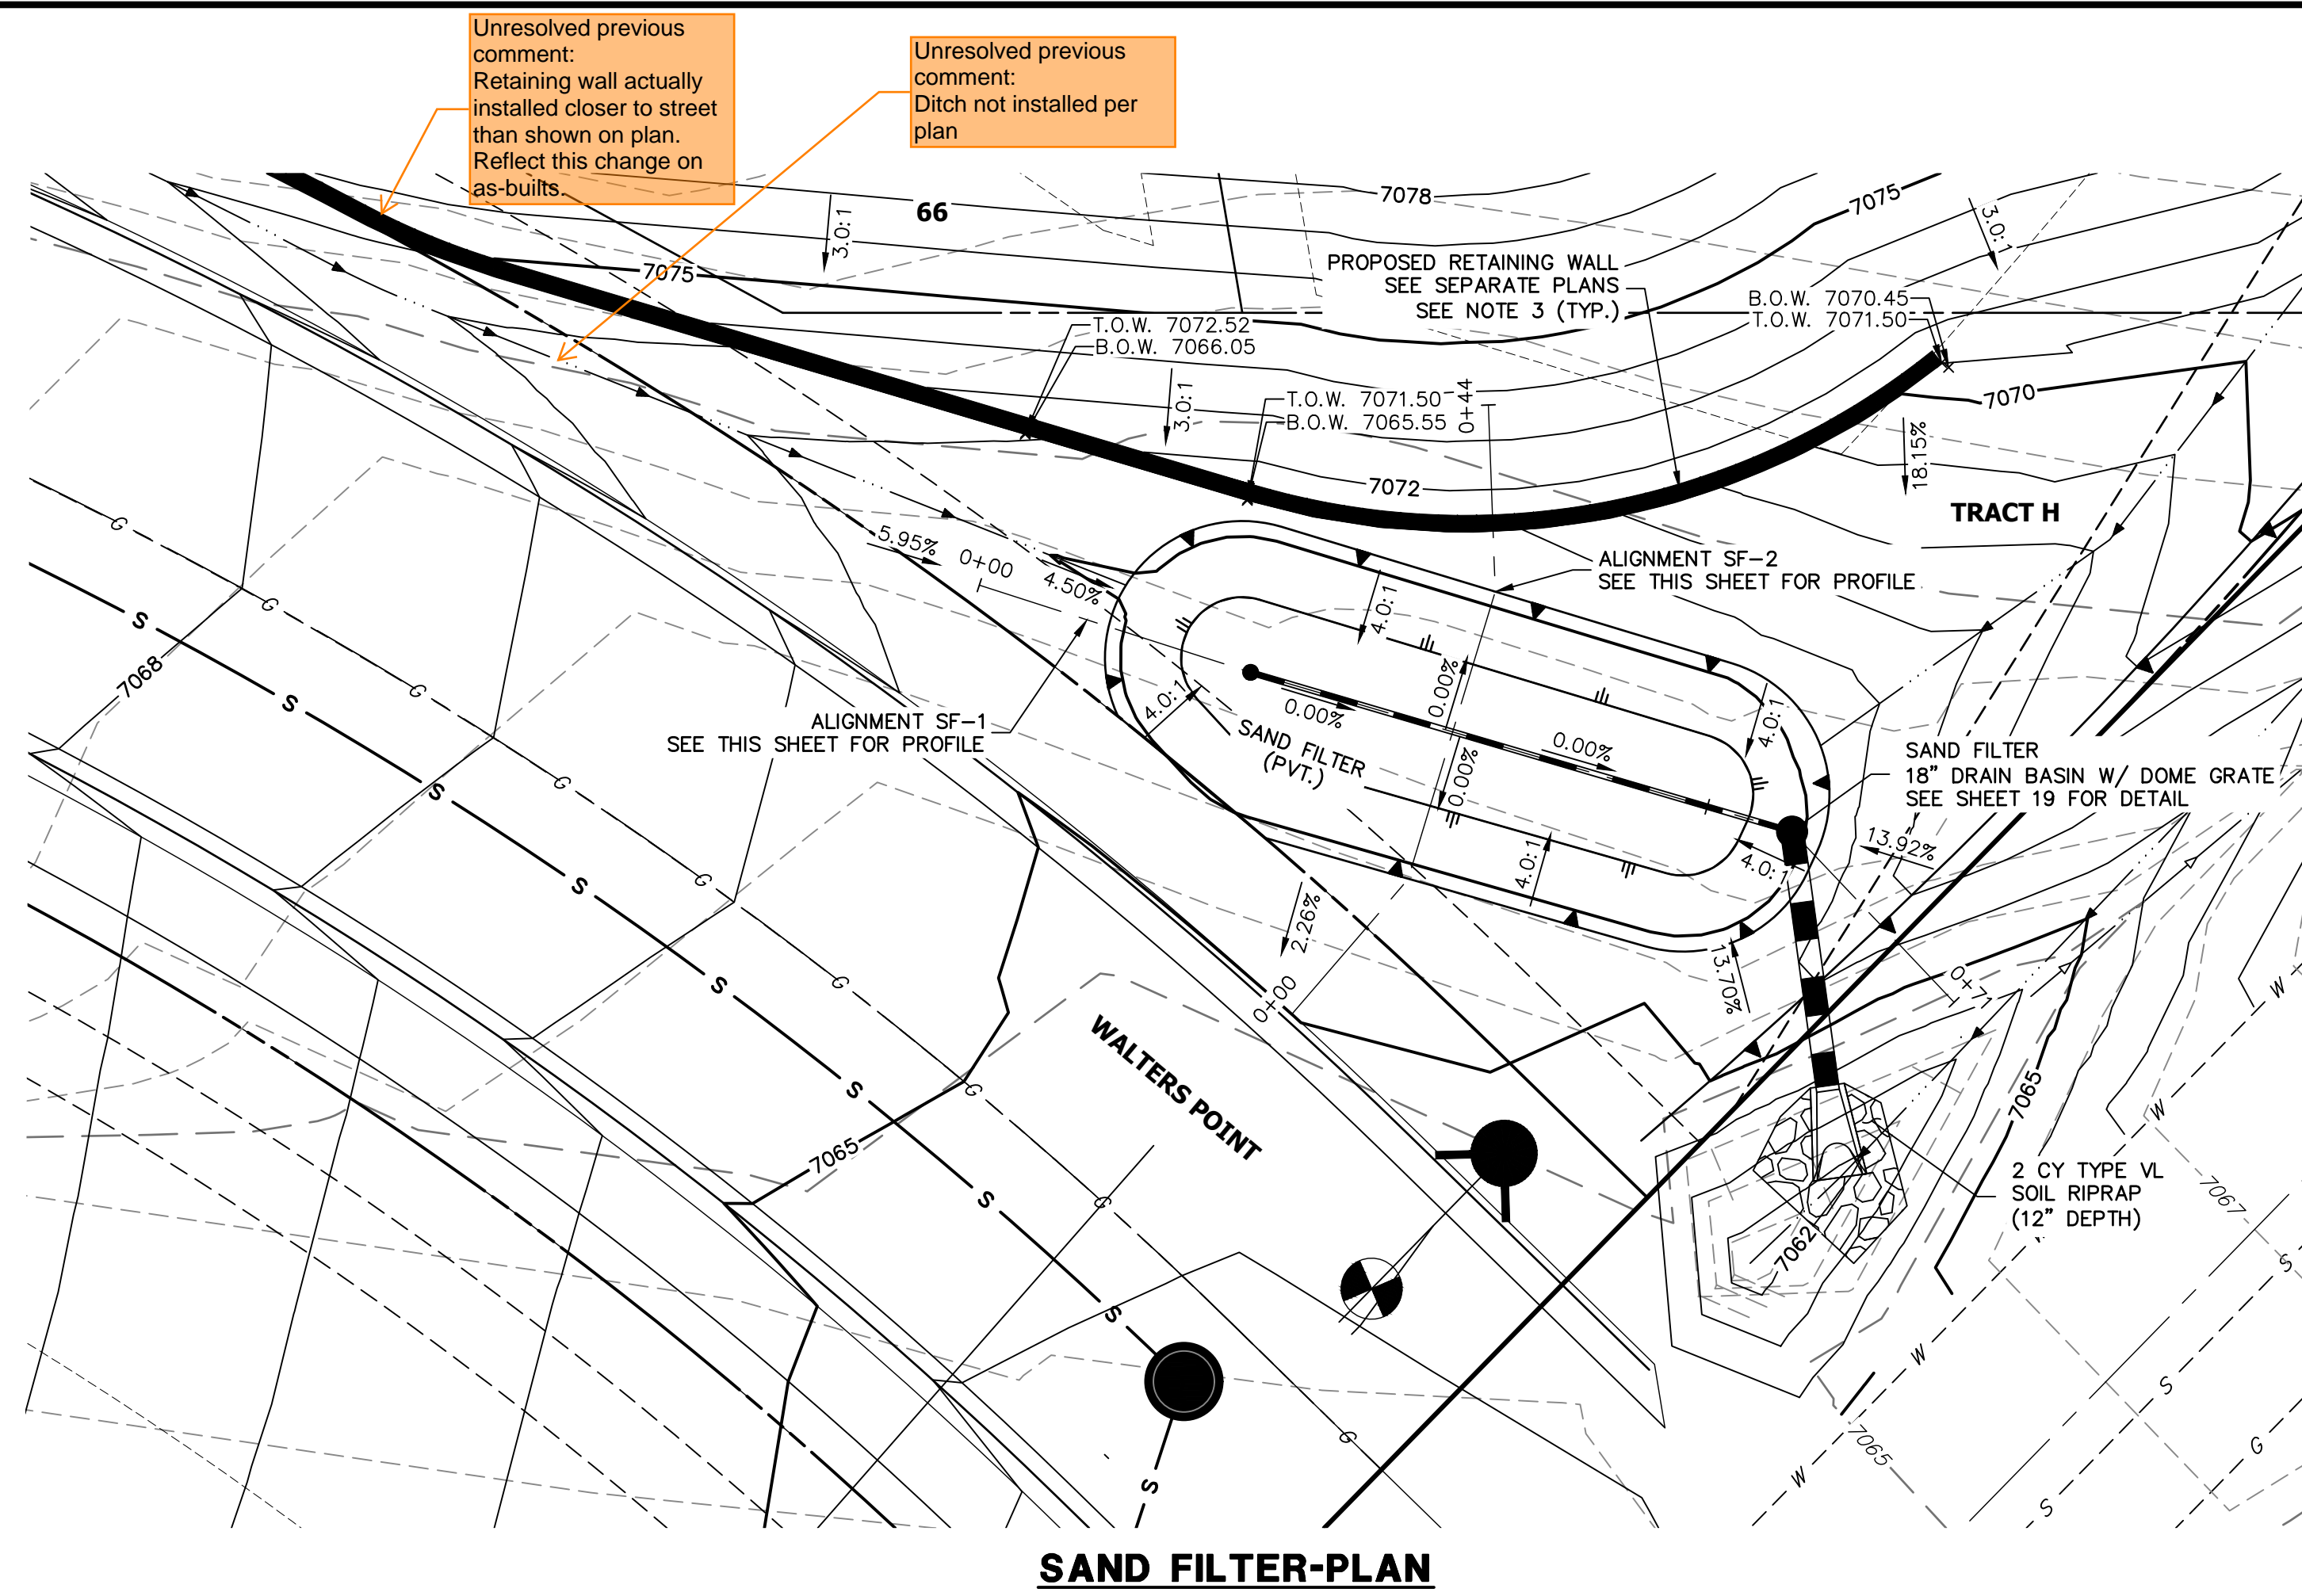 Unresolved previous
comment:
Retaining wall actually
installed closer to street
than shown on plan.
Reflect this change on
as-builts.
Unresolved previous
comment:
Ditch not installed per
plan
66
3.0:1
7078
7075
3.0:1
7075
PROPOSED RETAINING WALL
SEE SEPARATE PLANS
SEE NOTE 3 (TYP.)
B.O.W. 7070.45
T.O.W. 7071.50
T.O.W. 7072.52
B.O.W. 7066.05
3.0:1
T.O.W. 7071.50
B.O.W. 7065.55
0+44
7070
18.15%
7072
TRACT H
G
5.95%
0+00
4.50%
ALIGNMENT SF-2
SEE THIS SHEET FOR PROFILE
4.0:1
G
S
7068
G
S
4.0:1
0.00%
0.00%
4.0:1
ALIGNMENT SF-1
SEE THIS SHEET FOR PROFILE
SAND FILTER
(PVT.)
0.00%
0.00%
SAND FILTER
18" DRAIN BASIN W/ DOME GRATE
SEE SHEET 19 FOR DETAIL
G
S
13.92%
4.0:1
4.0:1
G
S
2.26%
13.70%
0+7
G
S
0+00
W
WALTERS POINT
G
S
7065
W
7065
2 CY TYPE VL
SOIL RIPRAP
(12" DEPTH)
7067
G
S
7062
S
S
W
S
G
7065
G
W
S
S
SAND FILTER-PLAN